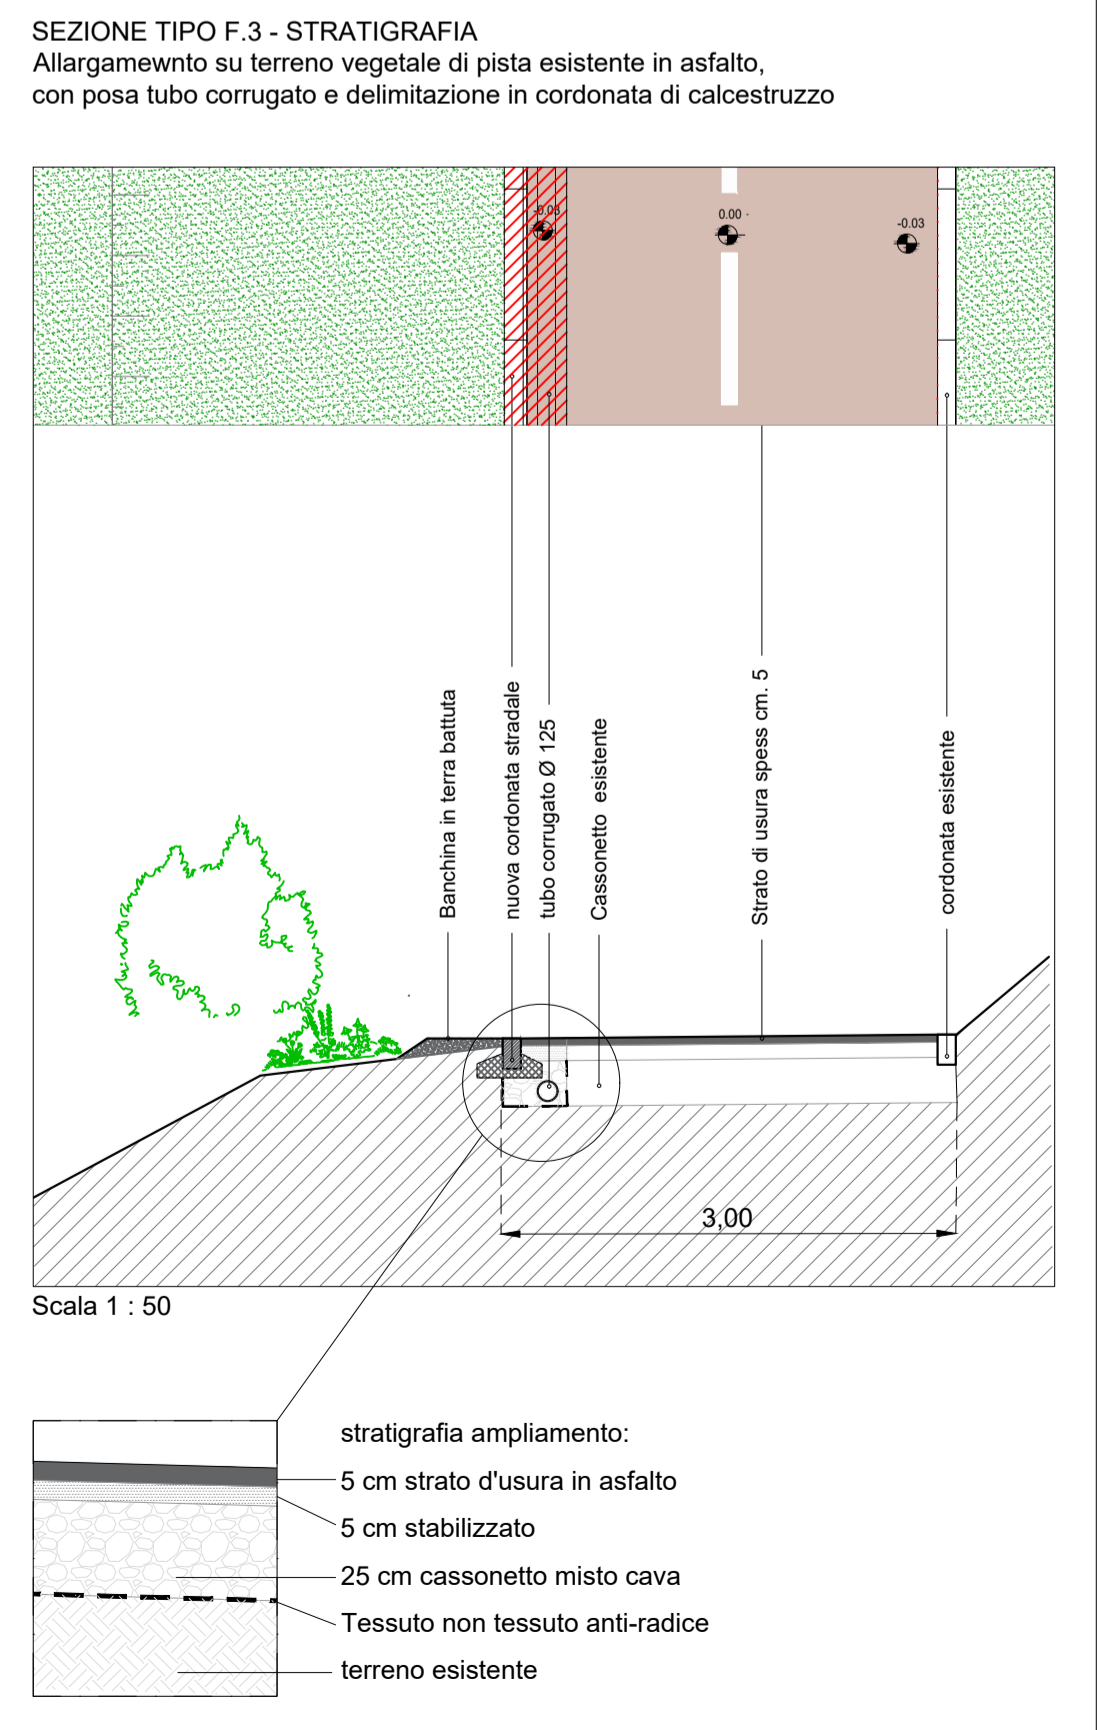 SEZIONE TIPO F.3 - STRATIGRAFIA
Allargamewnto su terreno vegetale di pista esistente in asfalto,
con posa tubo corrugato e delimitazione in cordonata di calcestruzzo
-0.03
0.00
-0.03
Banchina in terra battuta
nuova cordonata stradale
tubo corrugato Ø 125
Cassonetto esistente
Strato di usura spess cm. 5
cordonata esistente
3,00
Scala 1 : 50
stratigrafia ampliamento:
5 cm strato d'usura in asfalto
5 cm stabilizzato
25 cm cassonetto misto cava
Tessuto non tessuto anti-radice
terreno esistente